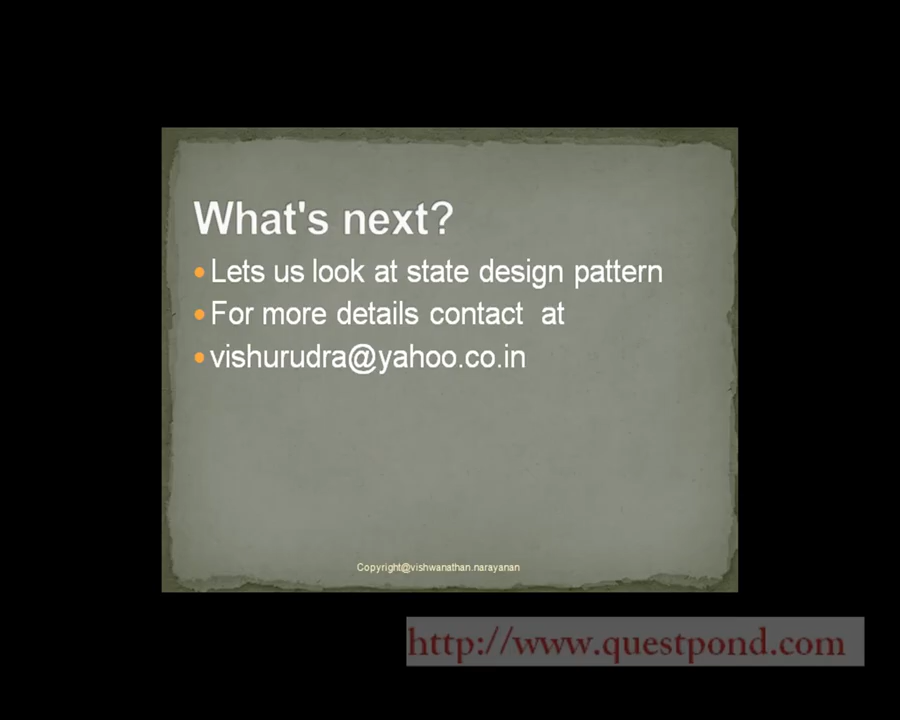 What's next?
Lets us look at state design pattern
For more details contact at
vishurudra@yahoo.co.in
Copyright@vishwanathan.narayanan
http://www.questpond.com